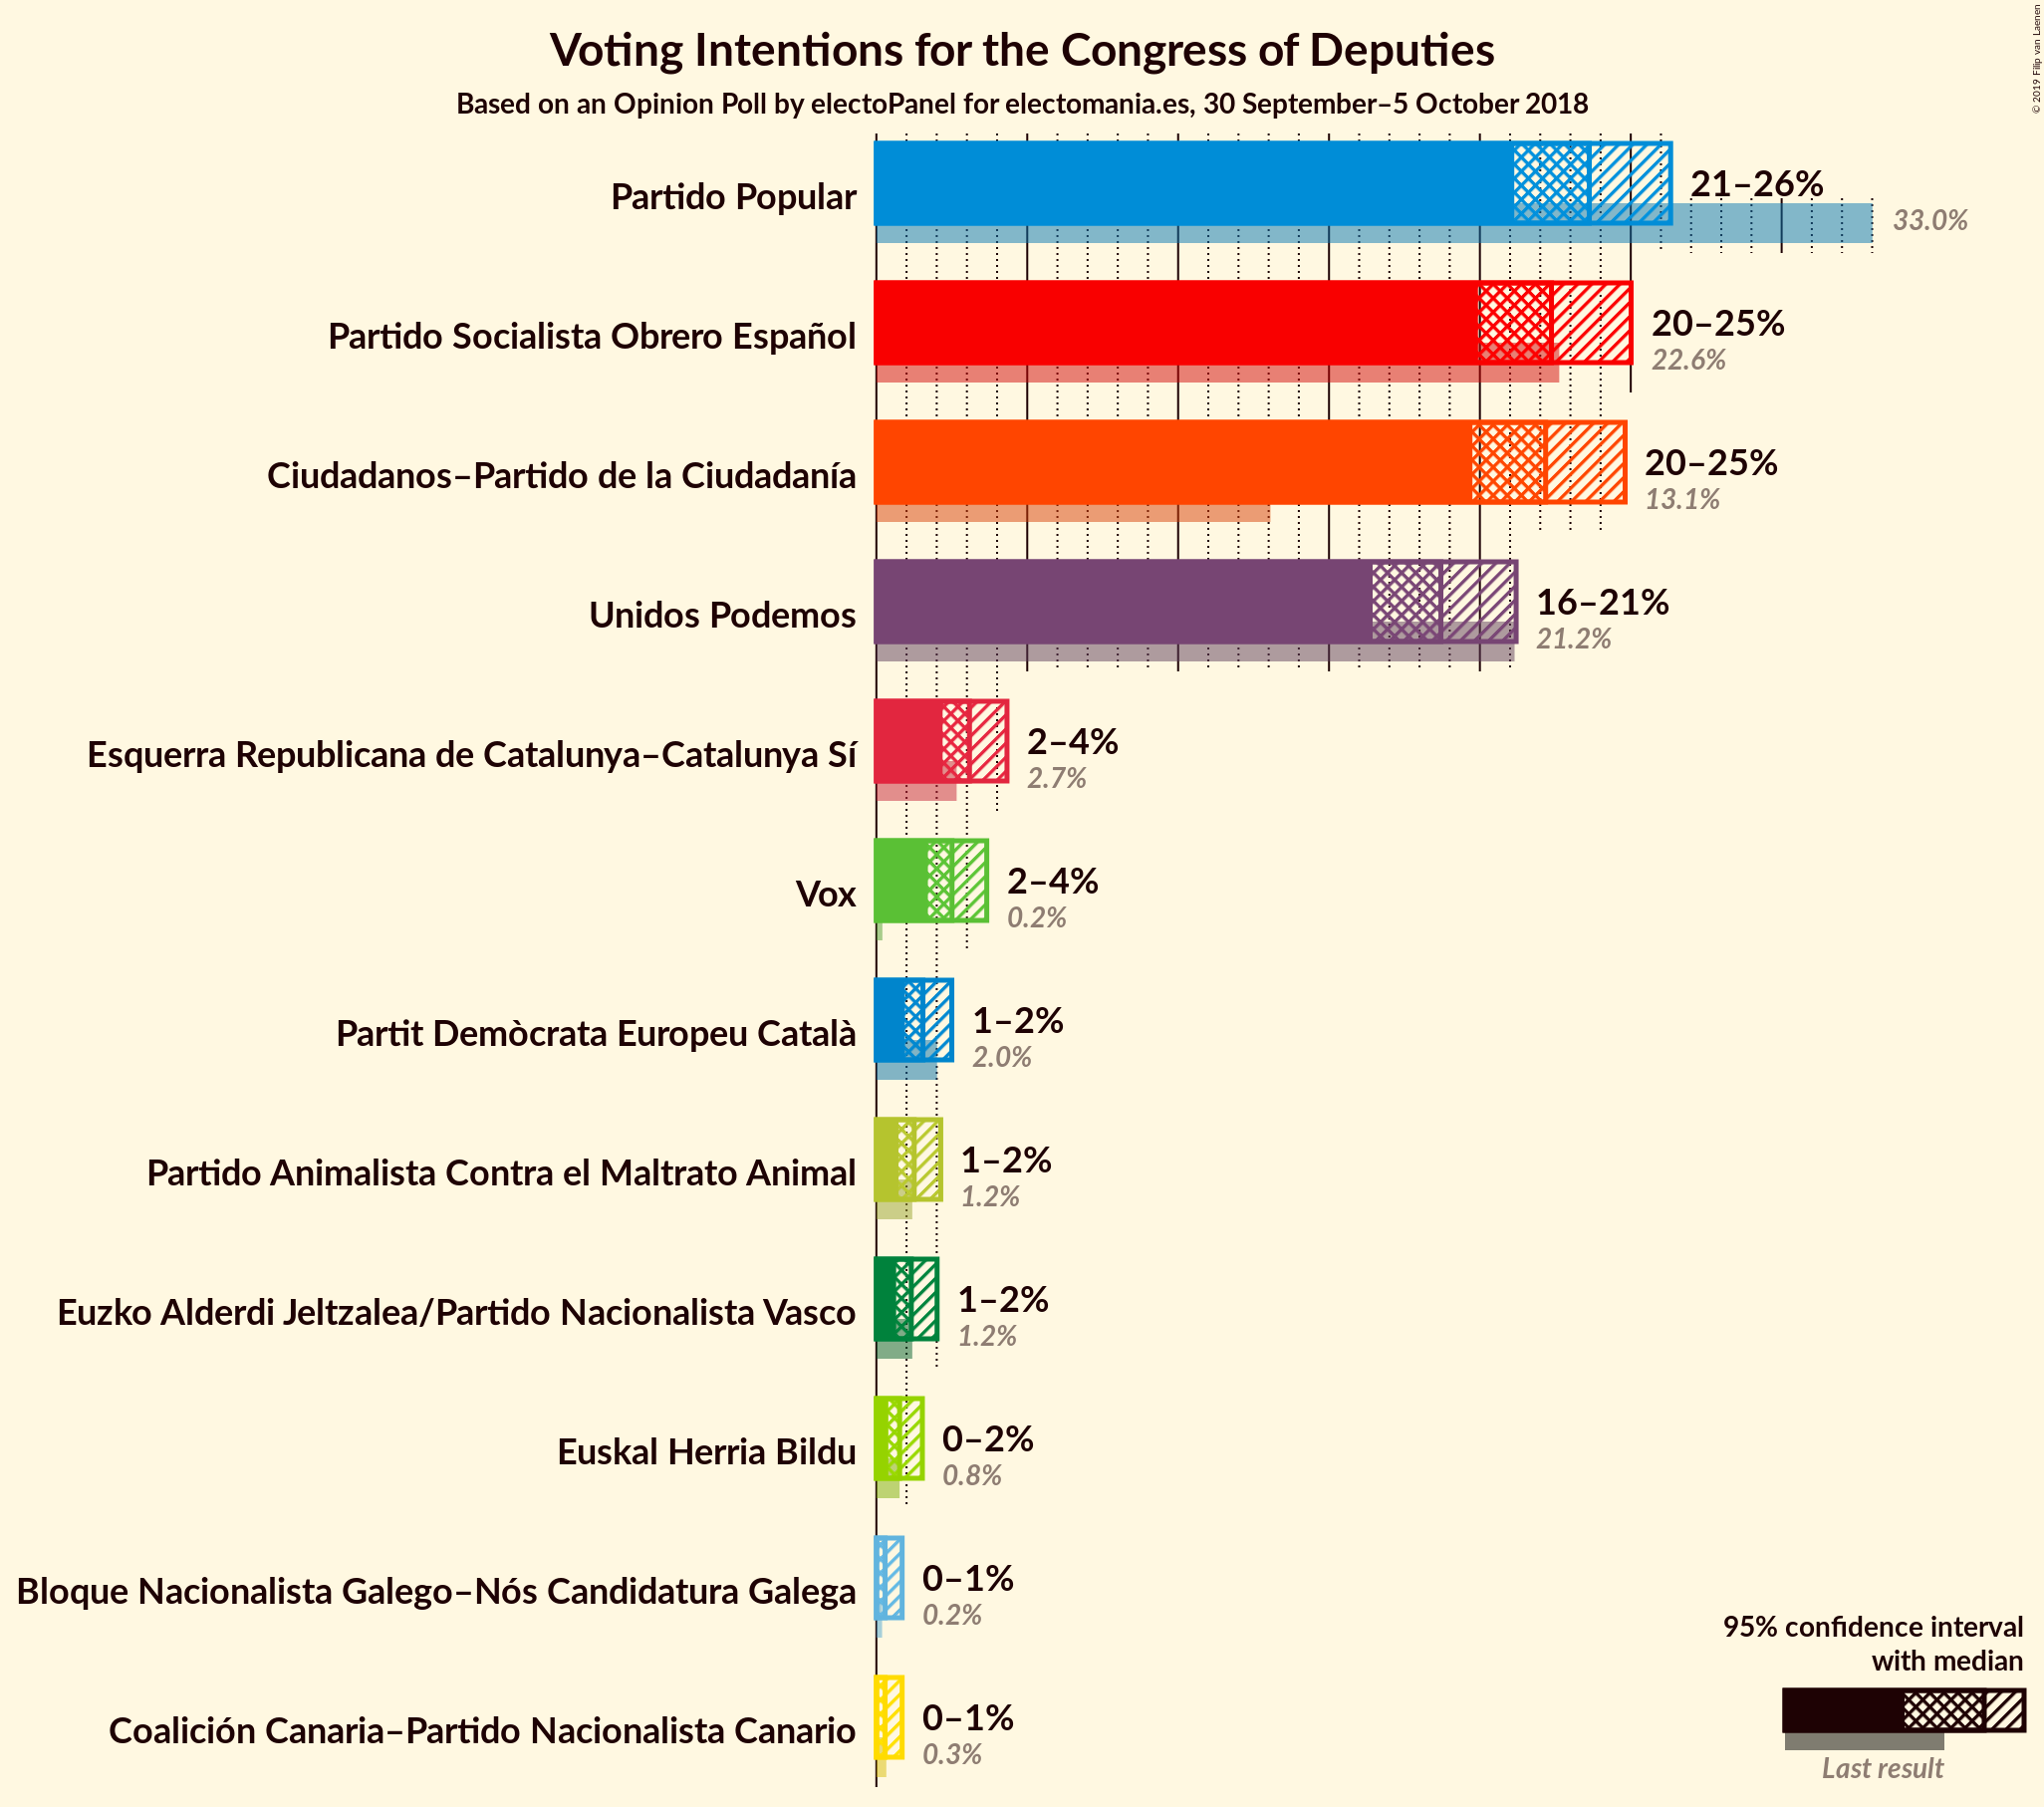 Voting Intentions for the Congress of Deputies
Based on an Opinion Poll by electoPanel for electomania.es, 30 September–5 October 2018
© 2019 Filip van Laenen
Partido Popular
21–26%
33.0%
Partido Socialista Obrero Español
20–25%
22.6%
Ciudadanos–Partido de la Ciudadanía
20–25%
13.1%
Unidos Podemos
16–21%
21.2%
Esquerra Republicana de Catalunya–Catalunya Sí
2–4%
2.7%
Vox
2–4%
0.2%
Partit Demòcrata Europeu Català
1–2%
2.0%
Partido Animalista Contra el Maltrato Animal
1–2%
1.2%
Euzko Alderdi Jeltzalea/Partido Nacionalista Vasco
1–2%
1.2%
Euskal Herria Bildu
0–2%
0.8%
Bloque Nacionalista Galego–Nós Candidatura Galega
0–1%
0.2%
Coalición Canaria–Partido Nacionalista Canario
0–1%
0.3%
95% confidence interval
with median
Last result